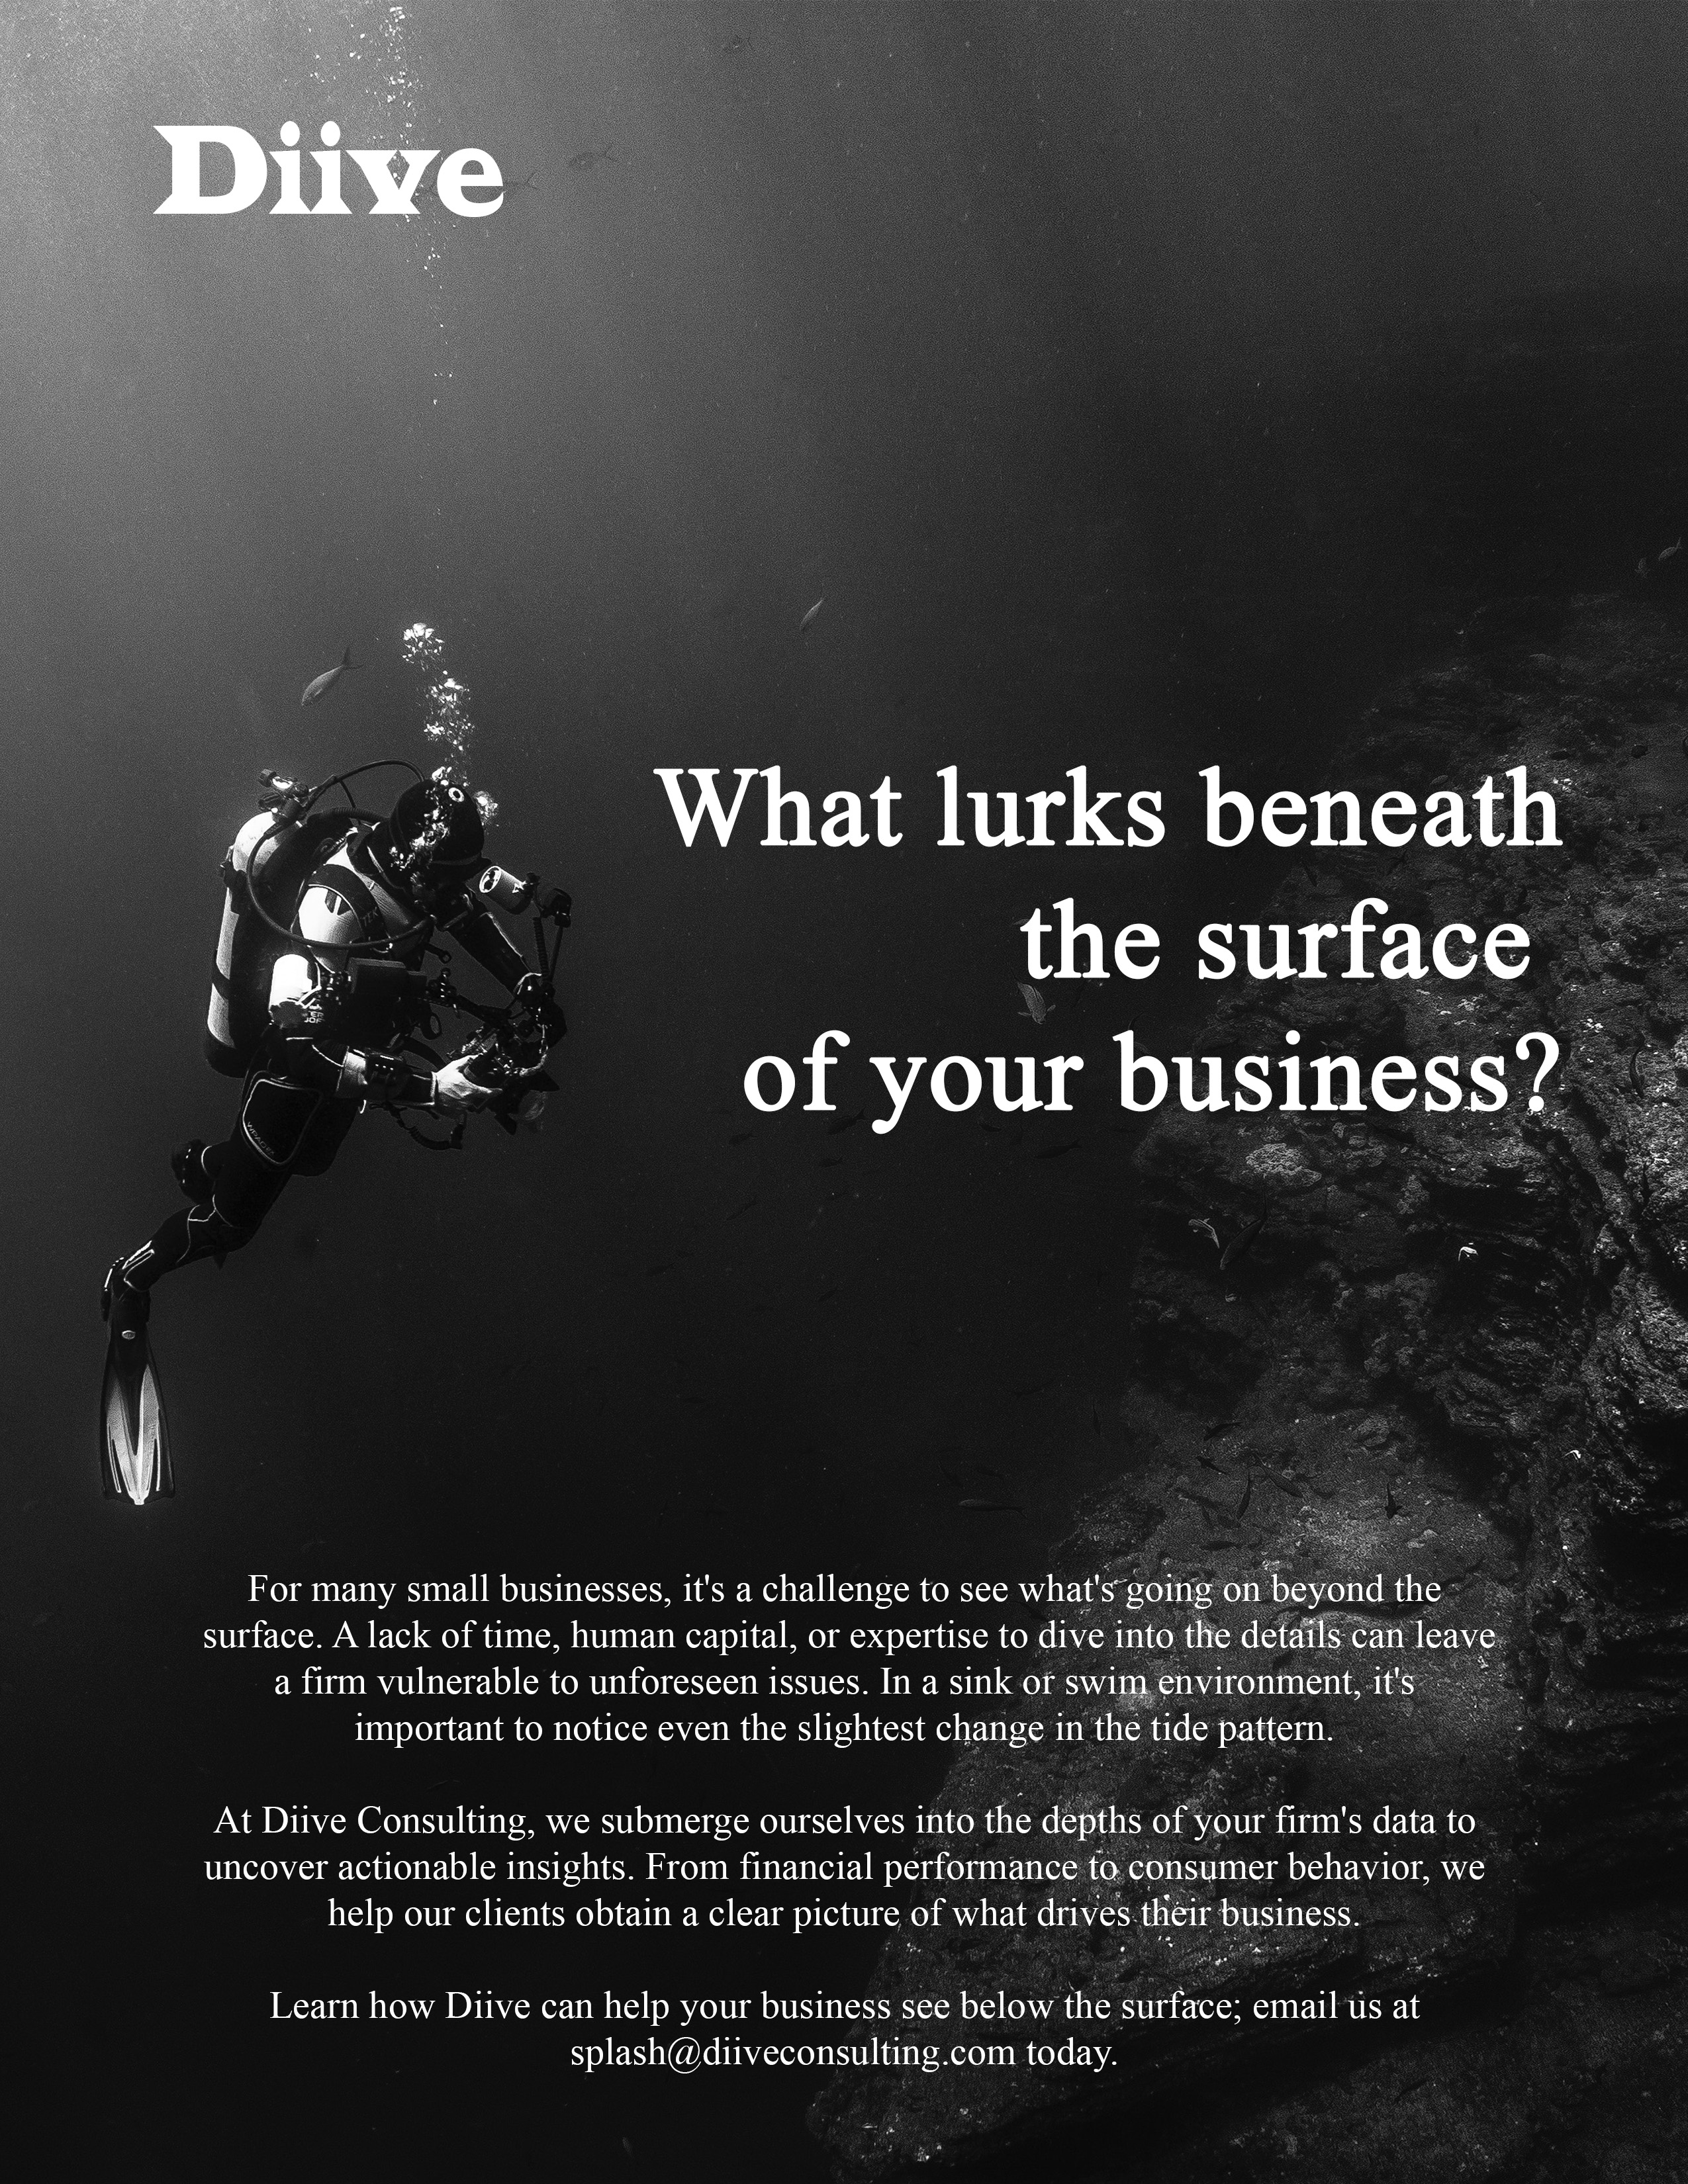 Diive
What lurks beneath
the surface
of your business?
For many small businesses, it's a challenge to see what's going on beyond the
surface. A lack of time, human capital, or expertise to dive into the details can leave
a firm vulnerable to unforeseen issues. In a sink or swim environment, it's
important to notice even the slightest change in the tide pattern.
At Diive Consulting, we submerge ourselves into the depths of your firm's data to
uncover actionable insights. From financial performance to consumer behavior, we
help our clients obtain a clear picture of what drives their business.
Learn how Diive can help your business see below the surface; email us at
splash@diiveconsulting.com today.